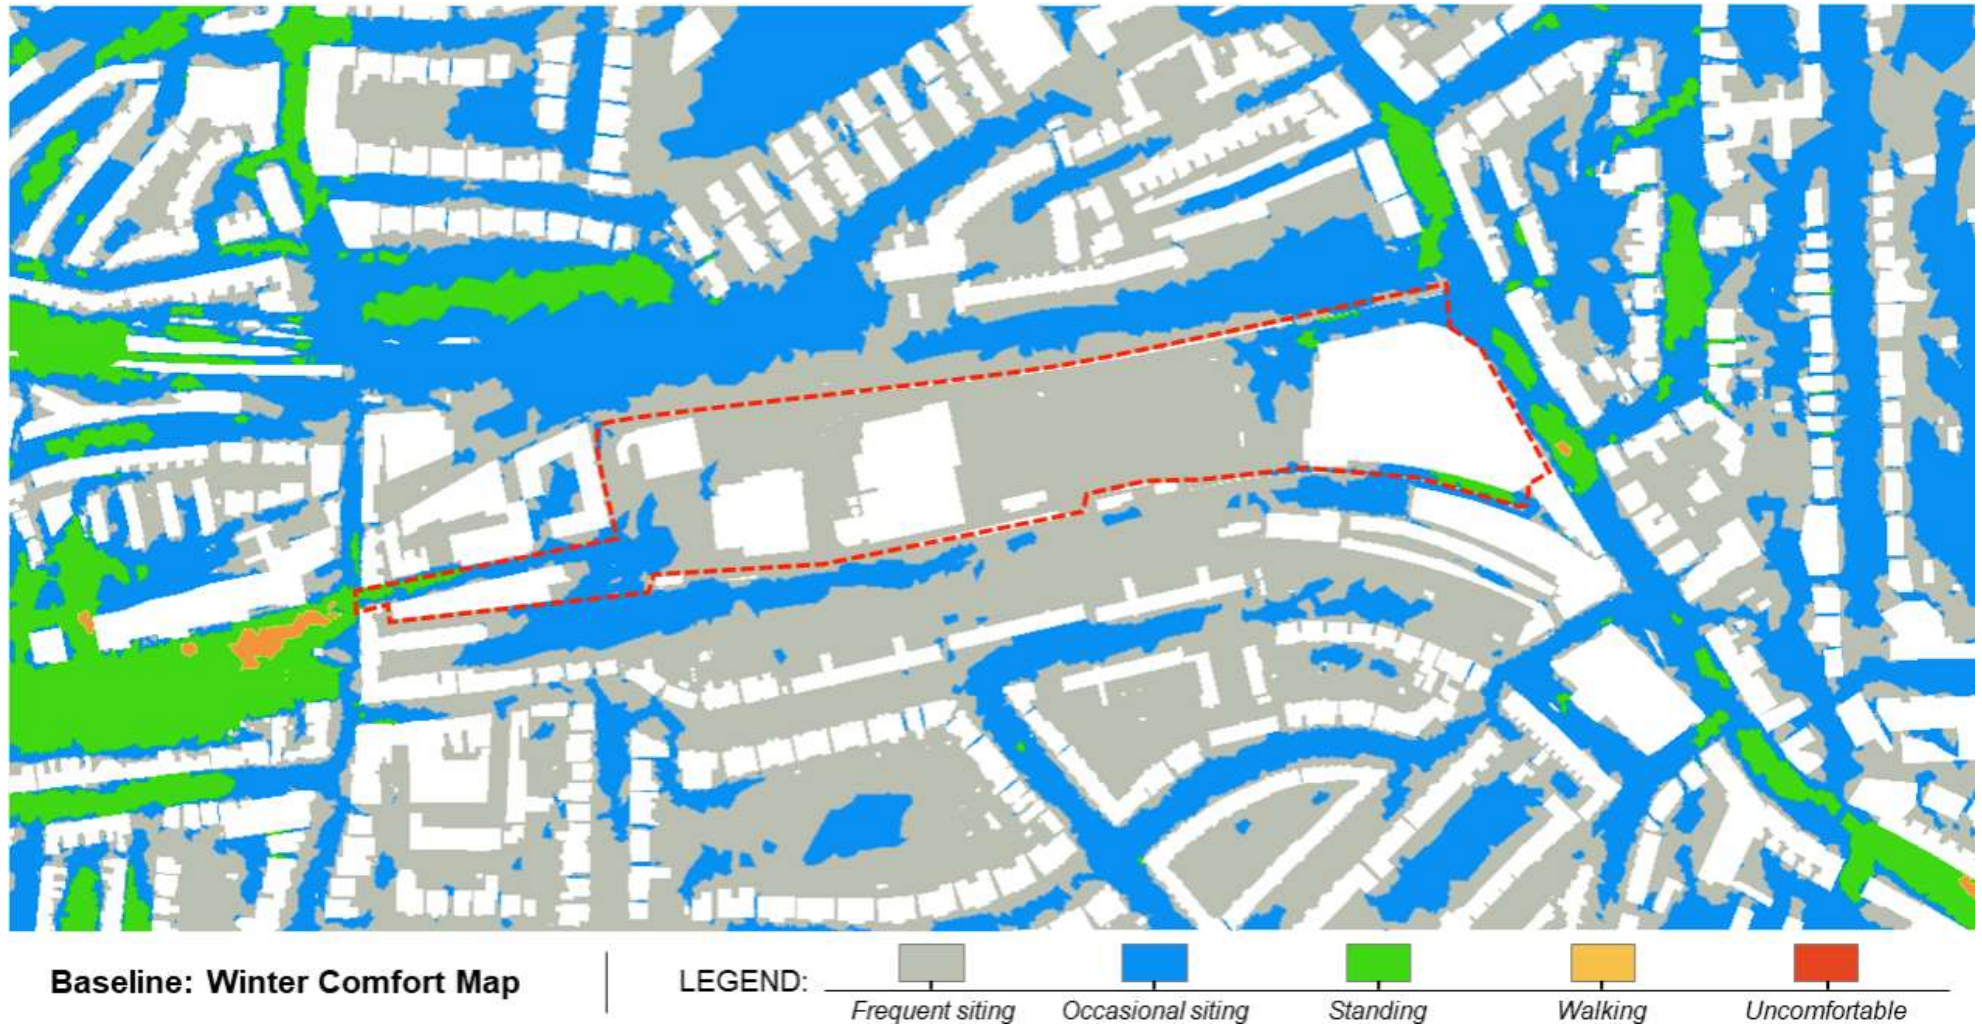 Baseline: Winter Comfort Map
LEGEND:
Frequent siting
Occasional siting
Standing
Walking
Uncomfortable